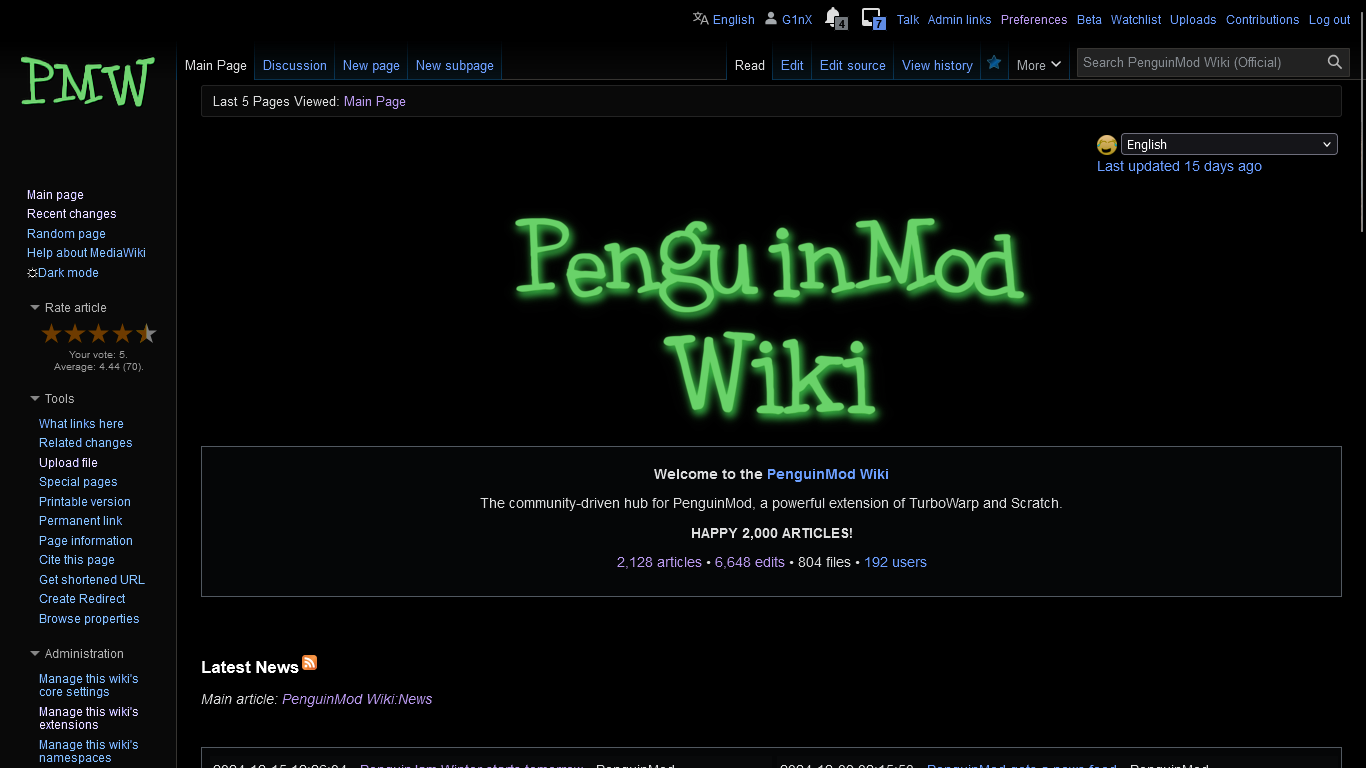 English G1nX 4 7 Talk Admin links Preferences Beta Watchlist Uploads Contributions Log out
PMW
Main Page Discussion New page New subpage Read Edit Edit source View history More Search PenguinMod Wiki (Official)
Last 5 Pages Viewed: Main Page
English
Last updated 15 days ago
Main page
Recent changes
Random page
Help about MediaWiki
Dark mode
Rate article
Your vote: 5.
Average: 4.44 (70).
Tools
What links here
Related changes
Upload file
Special pages
Printable version
Permanent link
Page information
Cite this page
Get shortened URL
Create Redirect
Browse properties
Administration
Manage this wiki's
core settings
Manage this wiki's
extensions
Manage this wiki's
namespaces
PenguinMod
Wiki
Welcome to the PenguinMod Wiki
The community-driven hub for PenguinMod, a powerful extension of TurboWarp and Scratch.
HAPPY 2,000 ARTICLES!
2,128 articles • 6,648 edits • 804 files • 192 users
Latest News
Main article: PenguinMod Wiki:News